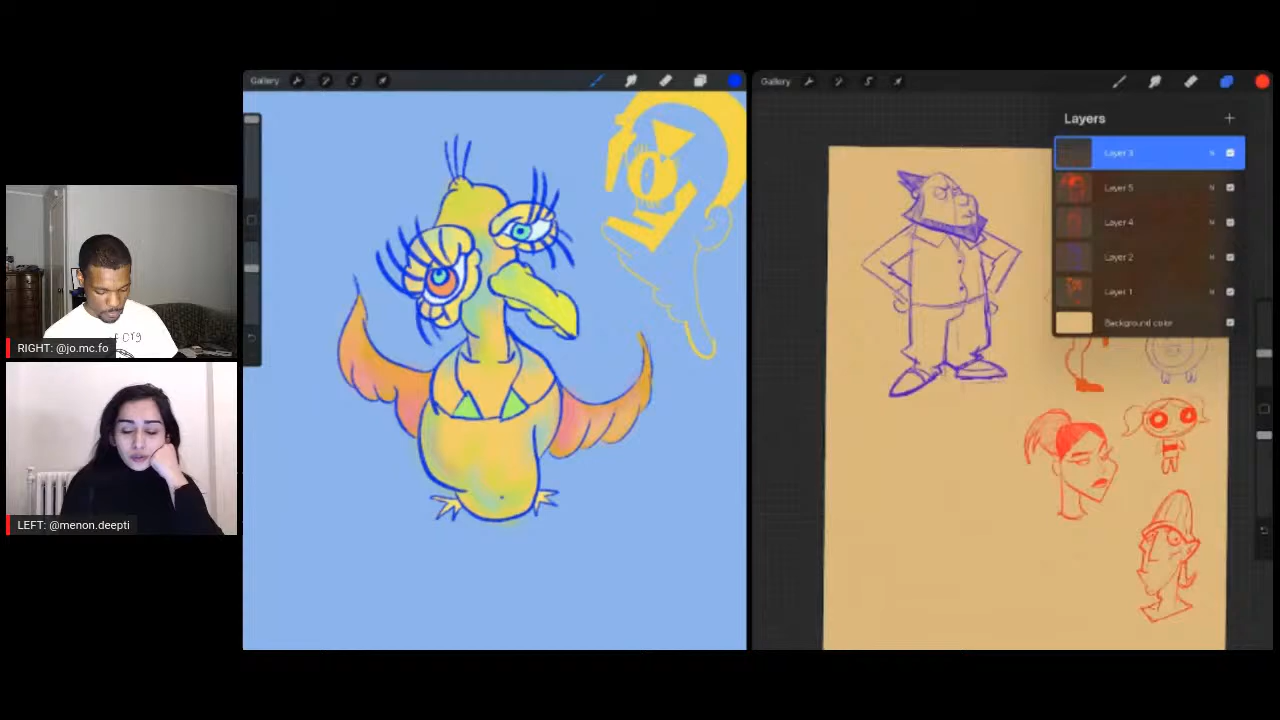 Gallery
Gallery
Layers
Layer 3
N
Layer 5
N
Layer 4
N
Layer 2
N
Layer 1
N
Background color
RIGHT: @jo.mc.fo
LEFT: @menon.deepti